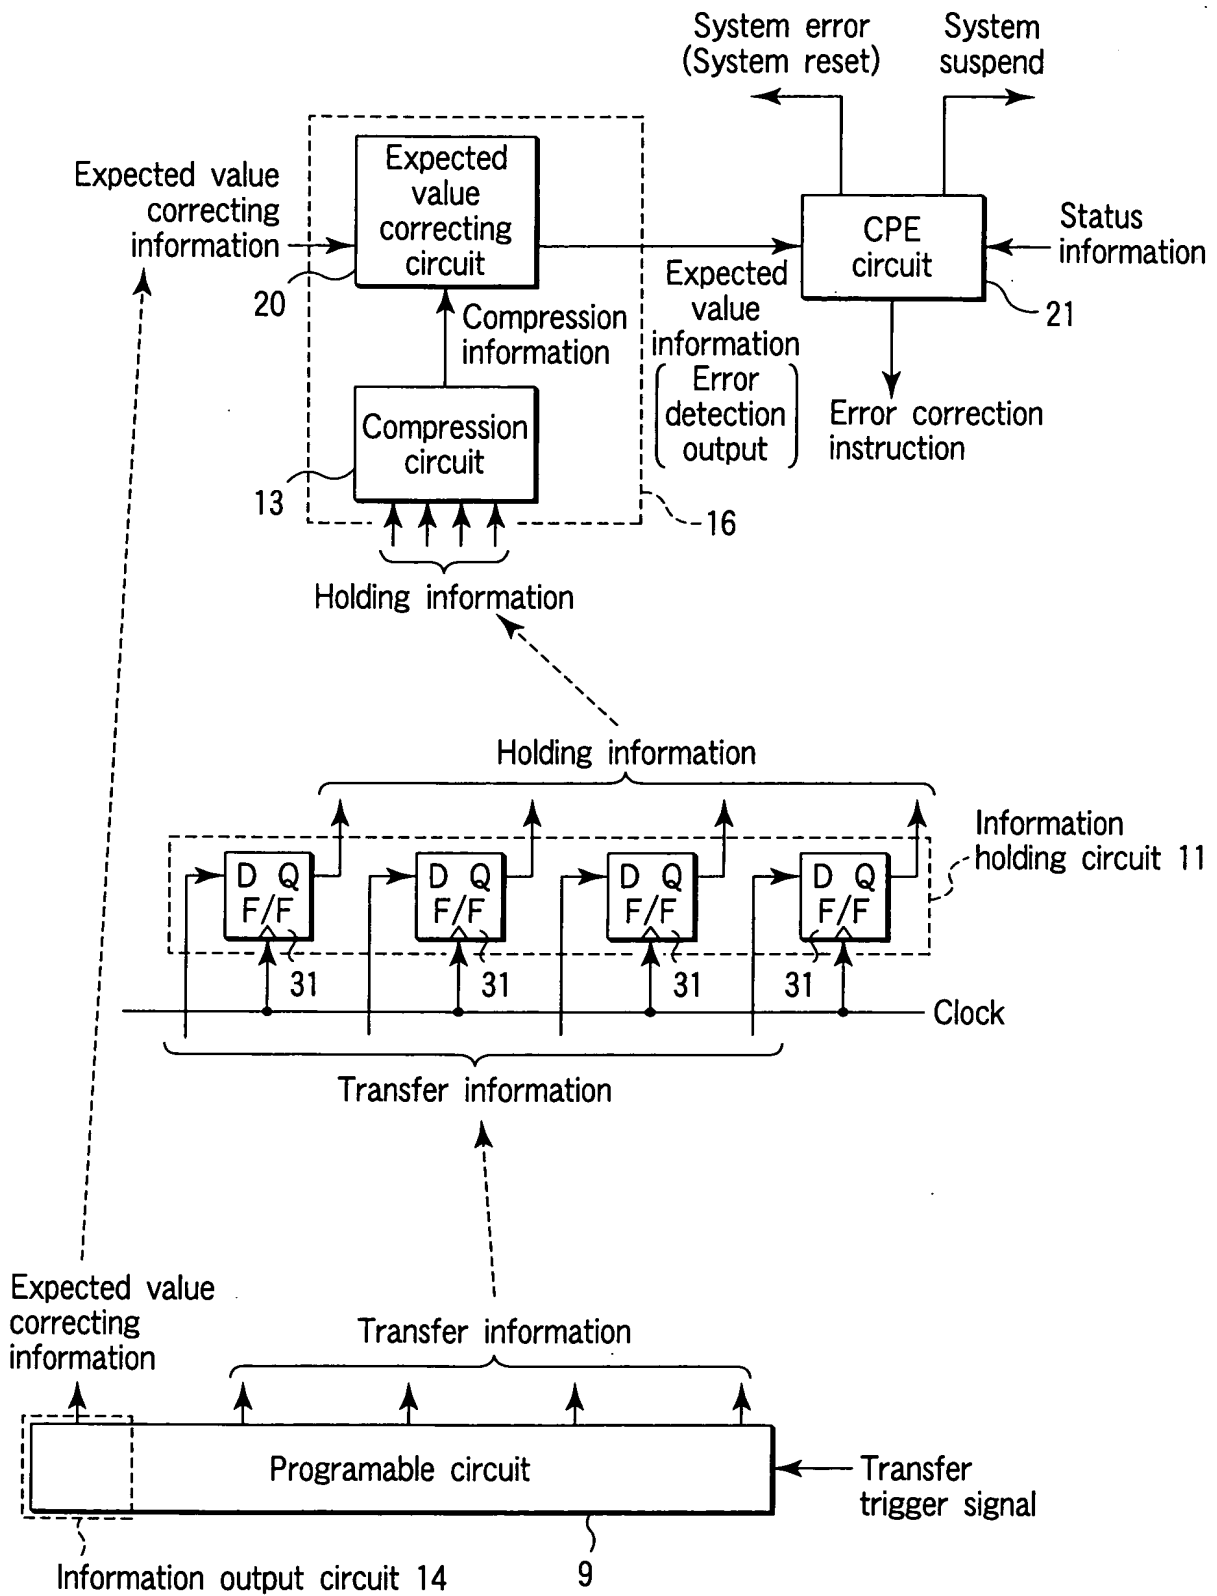 System error
(System reset)
System
suspend
Expected value
correcting
information
Expected
value
correcting
circuit
20
CPE
circuit
Status
information
21
Compression
information
Expected
value
information
Error
detection
output
Error correction
instruction
Compression
circuit
13
16
Holding information
Holding information
Information
holding circuit 11
D Q
F/F
D Q
F/F
D Q
F/F
D Q
F/F
31
31
31
31
Clock
Transfer information
Expected value
correcting
information
Transfer information
Programable circuit
Transfer
trigger signal
Information output circuit 14
9